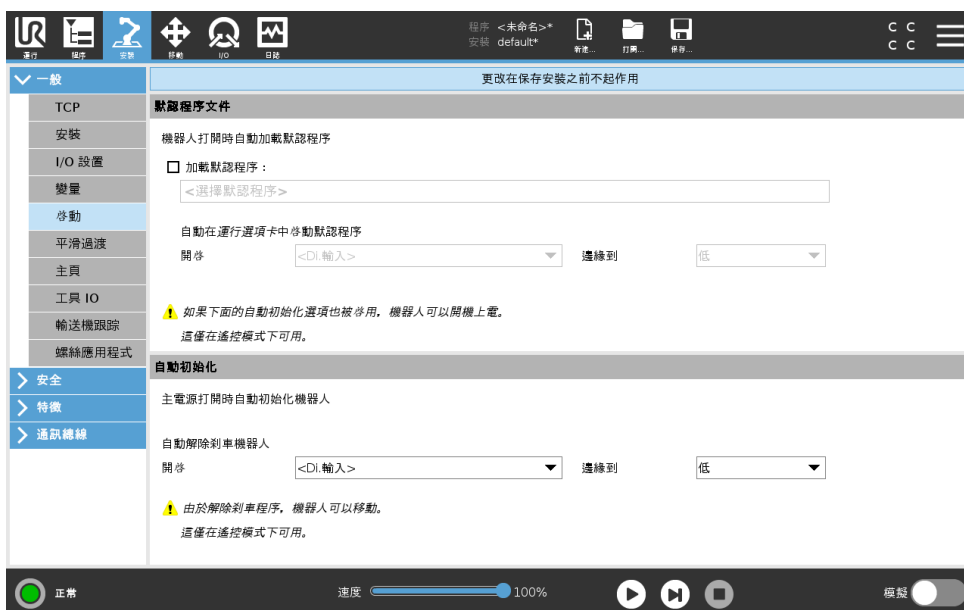 程序 <未命名>*
安裝 default*
C C
C C
運行 程序 安裝 移動 I/O 日誌 新建... 打開... 保存...
一般
更改在保存安裝之前不起作用
TCP
默認程序文件
安裝
機器人打開時自動加載默認程序
I/O 設置
加載默認程序：
變量
<選擇默認程序>
啓動
自動在運行選項卡中啓動默認程序
平滑過渡
開啓 <DI.輸入> 邊緣到 低
主頁
工具 IO
如果下面的自動初始化選項也被啓用，機器人可以開機上電。
輸送機跟踪
這僅在遙控模式下可用。
螺絲應用程式
自動初始化
安全
主電源打開時自動初始化機器人
特徵
通訊總線
自動解除剎車機器人
開啓 <DI.輸入> 邊緣到 低
由於解除剎車程序，機器人可以移動。
這僅在遙控模式下可用。
正常 速度 100% 模擬